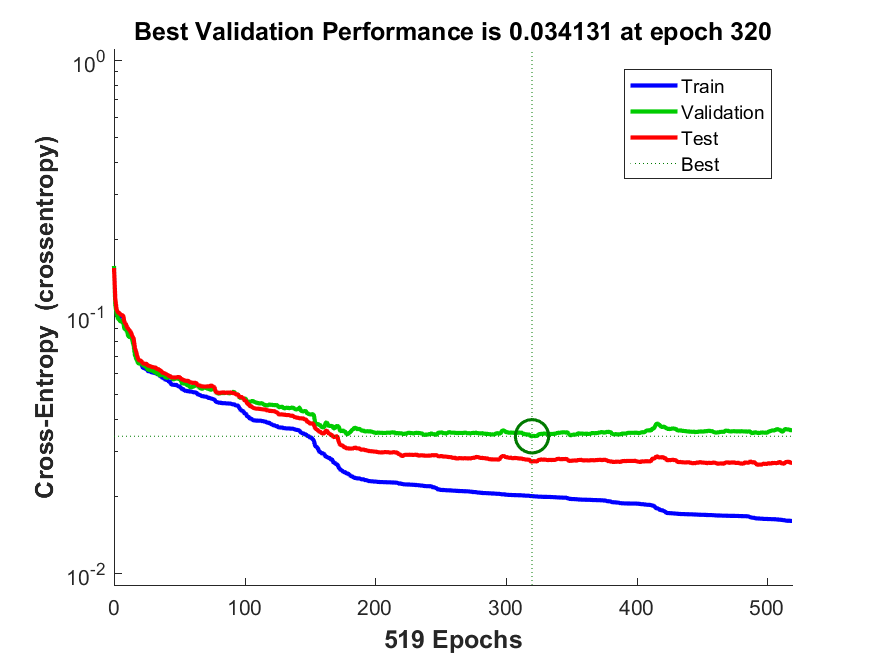 Best Validation Performance is 0.034131 at epoch 320
10^0
10^-1
10^-2
Cross-Entropy (crossentropy)
Train
Validation
Test
Best
0 100 200 300 400 500
519 Epochs